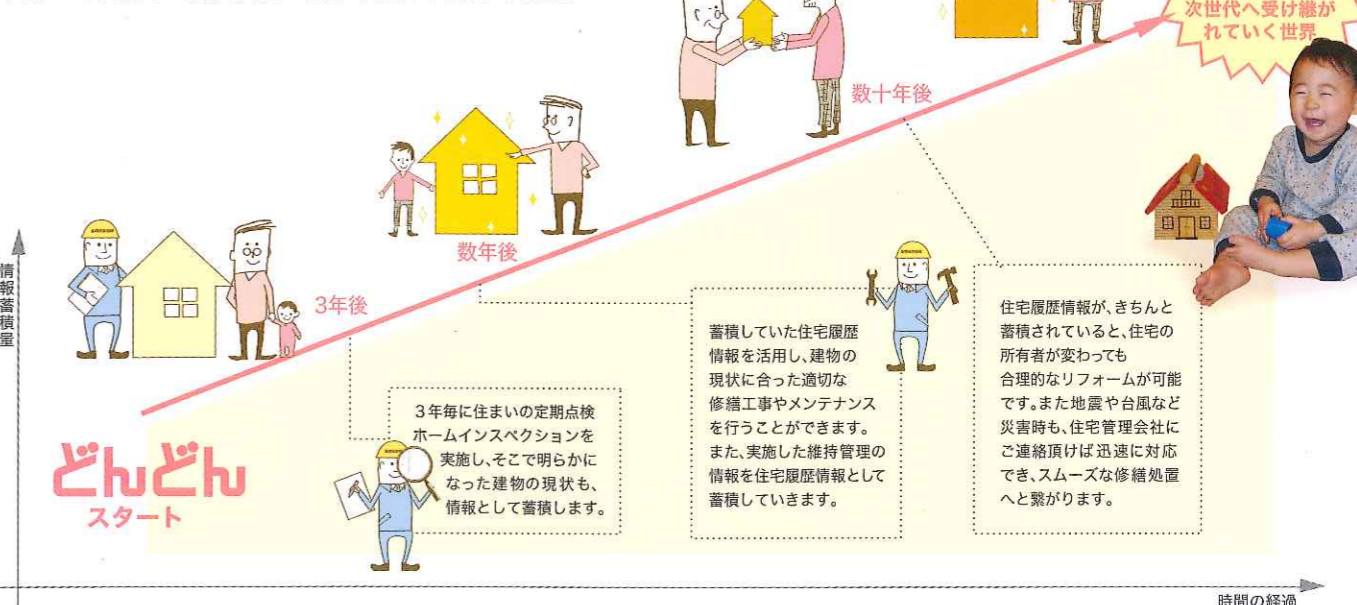 次世代へ受け継が
れていく世界
数十年後
数年後
3年後
情報蓄積量
どんどん
スタート
3年毎に住まいの定期点検
ホームインスペクションを
実施し、そこで明らかに
なった建物の現状も、
情報として蓄積します。
蓄積していた住宅履歴
情報を活用し、建物の
現状に合った適切な
修繕工事やメンテナンス
を行うことができます。
また、実施した維持管理の
情報を住宅履歴情報として
蓄積していきます。
住宅履歴情報が、きちんと
蓄積されていると、住宅の
所有者が変わっても
合理的なリフォームが可能
です。また地震や台風など
災害時も、住宅管理会社に
ご連絡頂けば迅速に対応
でき、スムーズな修繕処置
へと繋がります。
時間の経過